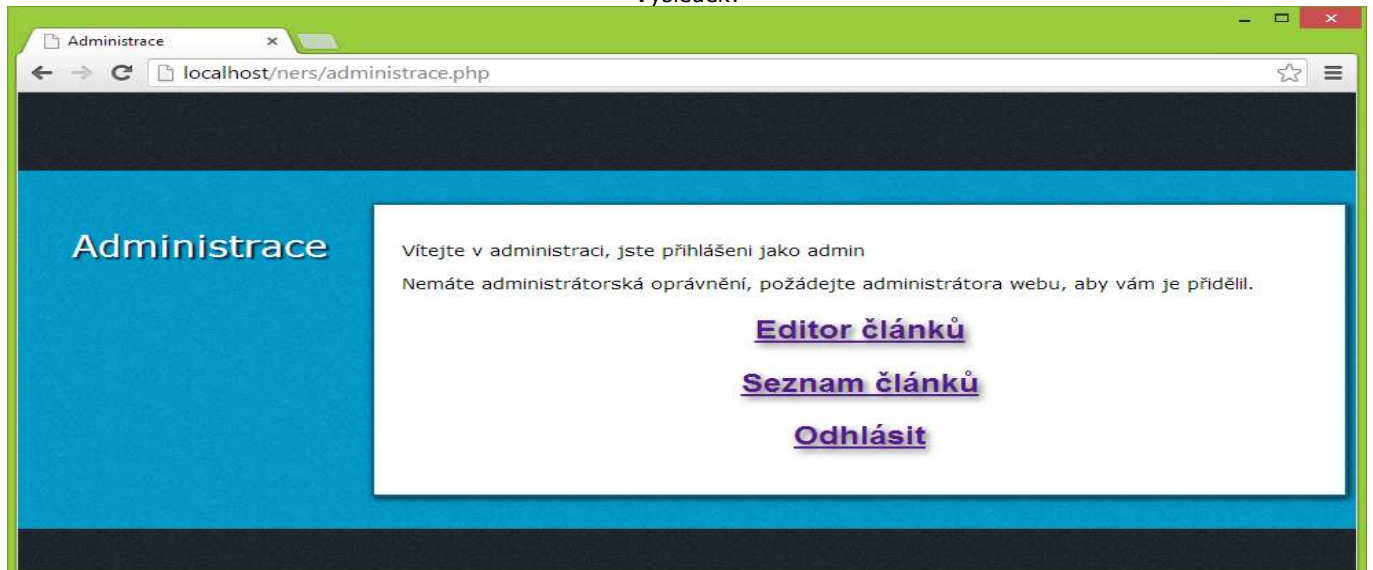 Administrace
localhost/ners/administrace.php
Administrace
Vítejte v administraci, jste přihlášeni jako admin
Nemáte administrátorská oprávnění, požádejte administrátora webu, aby vám je přidělil.
Editor článků
Seznam článků
Odhlásit